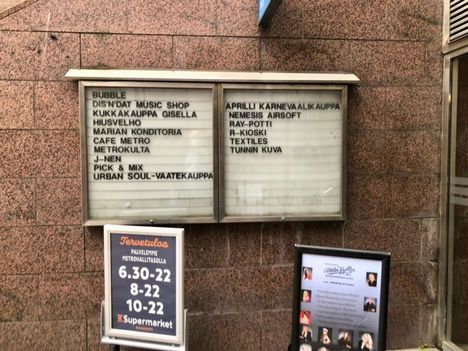 BUBBLE
DIS'N'DAT MUSIC SHOP
KUKKAKAUPPA GISELLA
HIUSVELHO
MARIAN KONDITORIA
CAFE METRO
METROKULTA
J-NEN
PICK & MIX
URBAN SOUL-VAATEKAUPPA
APRILLI KARNEVAALIKAUPPA
NEMESIS AIRSOFT
RAY-POTTI
R-KIOSKI
TEXTILES
TUNNIN KUVA
Tervetuloa
PALVELEMME
METROHALLITASOLLA
6.30-22
8-22
10-22
Supermarket